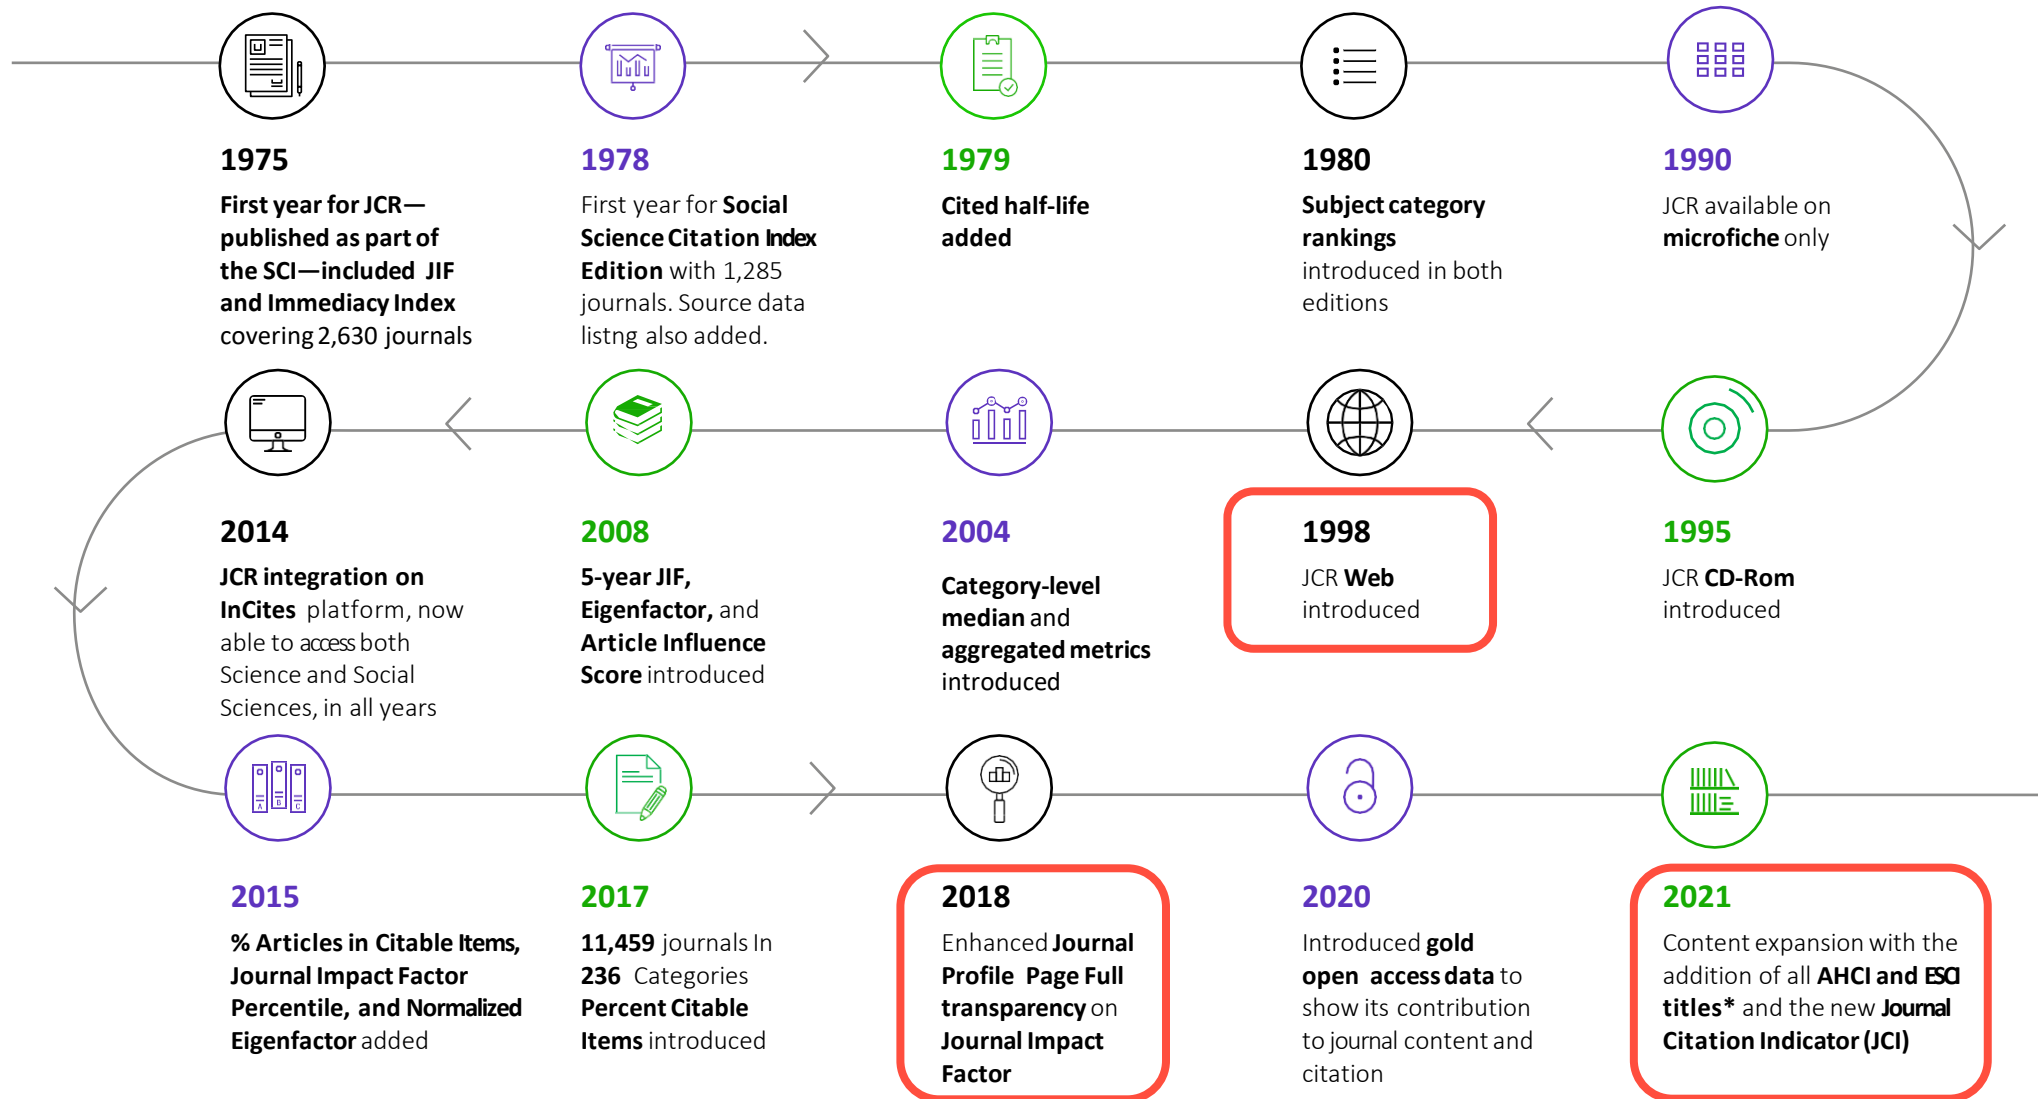 1975
First year for JCR—
published as part of
the SCI—included JIF
and Immediacy Index
covering 2,630 journals
1978
First year for Social
Science Citation Index
Edition with 1,285
journals. Source data
listng also added.
1979
Cited half-life
added
1980
Subject category
rankings
introduced in both
editions
1990
JCR available on
microfiche only
2014
JCR integration on
InCites platform, now
able to access both
Science and Social
Sciences, in all years
2008
5-year JIF,
Eigenfactor, and
Article Influence
Score introduced
2004
Category-level
median and
aggregated metrics
introduced
1998
JCR Web
introduced
1995
JCR CD-Rom
introduced
A B C
2015
% Articles in Citable Items,
Journal Impact Factor
Percentile, and Normalized
Eigenfactor added
2017
11,459 journals In
236 Categories
Percent Citable
Items introduced
2018
Enhanced Journal
Profile Page Full
transparency on
Journal Impact
Factor
2020
Introduced gold
open access data to
show its contribution
to journal content and
citation
2021
Content expansion with the
addition of all AHCI and ESCI
titles* and the new Journal
Citation Indicator (JCI)